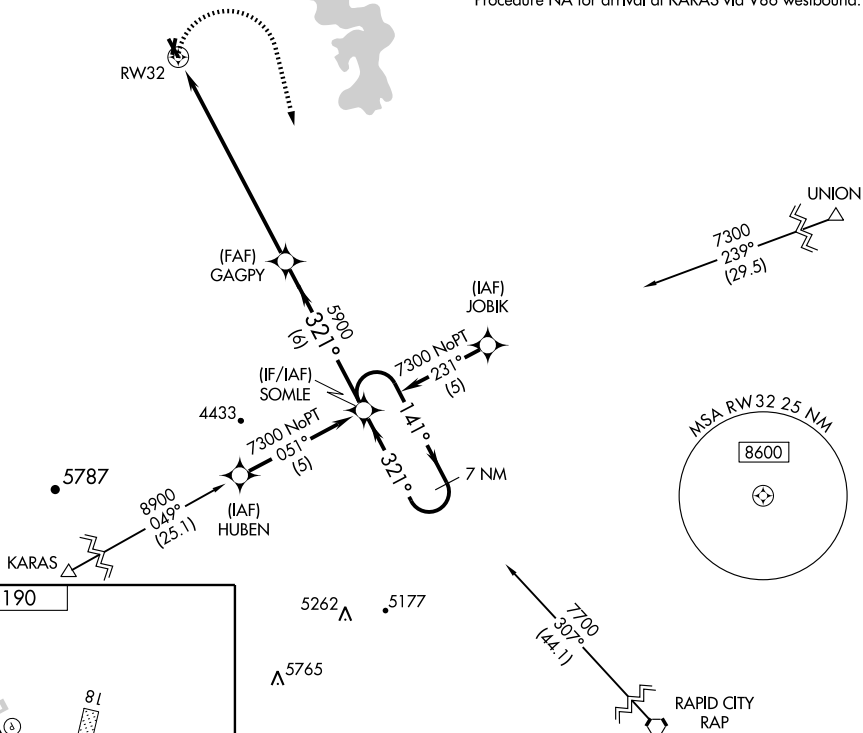 Procedure NA for arrival at KARAS via V86 westbound.
RW32
UNION
7300
239°
(29.5)
(FAF)
GAGPY
(IAF)
JOBIK
5900
321°
(6)
7300 NoPT
231°
(5)
(IF/IAF)
SOMLE
4433
7300 NoPT
051°
(5)
141°
321°
7 NM
MSA RW32 25 NM
8600
5787
8900
049°
(25.1)
(IAF)
HUBEN
KARAS
190
5262
5177
7700
307°
(44.1)
5765
18
RAPID CITY
RAP